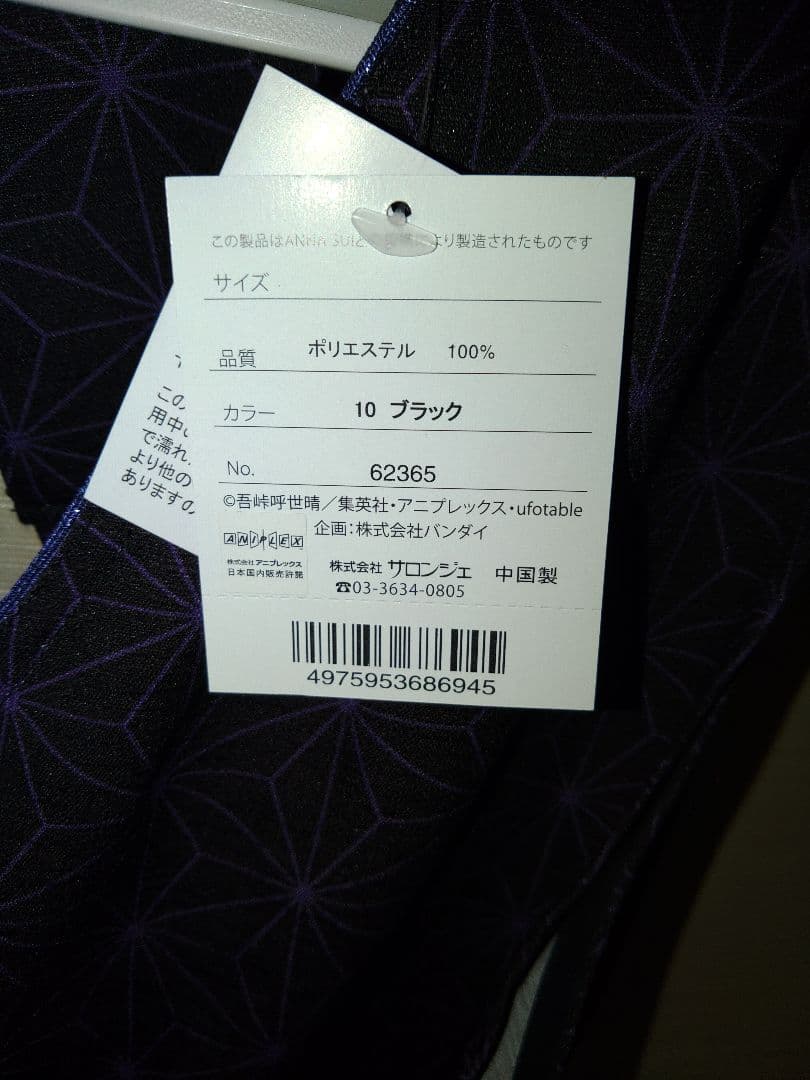 この製品はANNA SUI より製造されたものです
サイズ
品質 ポリエステル 100%
カラー 10 ブラック
No. 62365
©吾峠呼世晴／集英社・アニプレックス・ufotable
企画：株式会社バンダイ
ANIPLEX
株式会社 アニプレックス
日本国内販売許諾
株式会社 サロンジェ 中国製
☎03-3634-0805
4975953686945
この
用中
で濡れ
より他の
ありますの